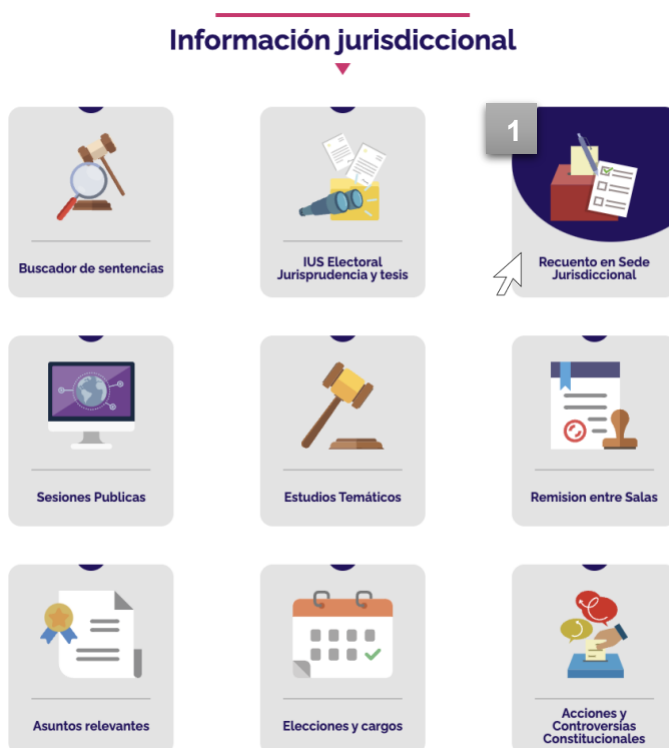 Información jurisdiccional
1
Buscador de sentencias
IUS Electoral
Jurisprudencia y tesis
Recuento en Sede
Jurisdiccional
Sesiones Publicas
Estudios Temáticos
Remision entre Salas
Asuntos relevantes
Elecciones y cargos
Acciones y
Controversias
Constitucionales